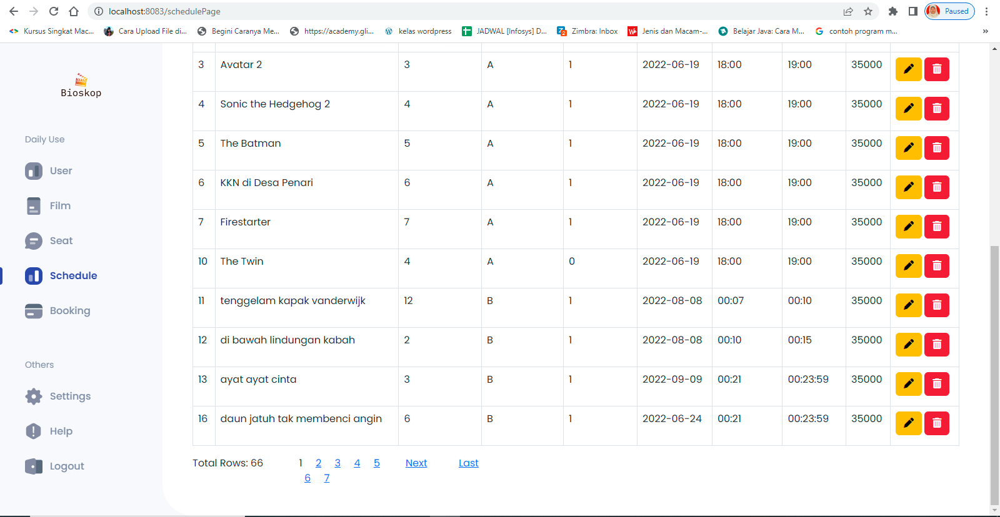 localhost:8083/schedulePage
Paused
Kursus Singkat Mac...
Cara Upload File di...
Begini Caranya Me...
https://academy.gli...
kelas wordpress
JADWAL [Infosys] D...
Zimbra: Inbox
Jenis dan Macam-...
Belajar Java: Cara M...
contoh program m...
»
Bioskop
Daily Use
User
Film
Seat
Schedule
Booking
Others
Settings
Help
Logout
3 Avatar 2 3 A 1 2022-06-19 18:00 19:00 35000
4 Sonic the Hedgehog 2 4 A 1 2022-06-19 18:00 19:00 35000
5 The Batman 5 A 1 2022-06-19 18:00 19:00 35000
6 KKN di Desa Penari 6 A 1 2022-06-19 18:00 19:00 35000
7 Firestarter 7 A 1 2022-06-19 18:00 19:00 35000
10 The Twin 4 A 0 2022-06-19 18:00 19:00 35000
11 tenggelam kapak vanderwijk 12 B 1 2022-08-08 00:07 00:10 35000
12 di bawah lindungan kabah 2 B 1 2022-08-08 00:10 00:15 35000
13 ayat ayat cinta 3 B 1 2022-09-09 00:21 00:23:59 35000
16 daun jatuh tak membenci angin 6 B 1 2022-06-24 00:21 00:23:59 35000
Total Rows: 66 1 2 3 4 5 Next Last
6 7